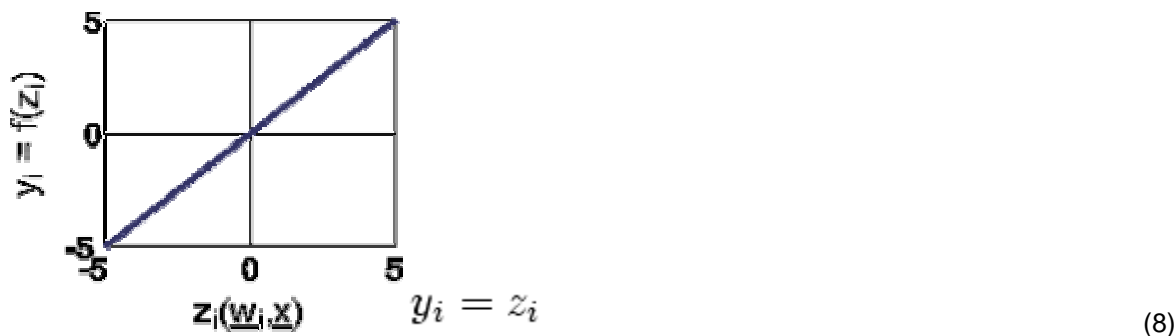 5
y_i = f(z_i)
0
-5
-5 0 5
z_i(w_i,x) y_i = z_i
(8)